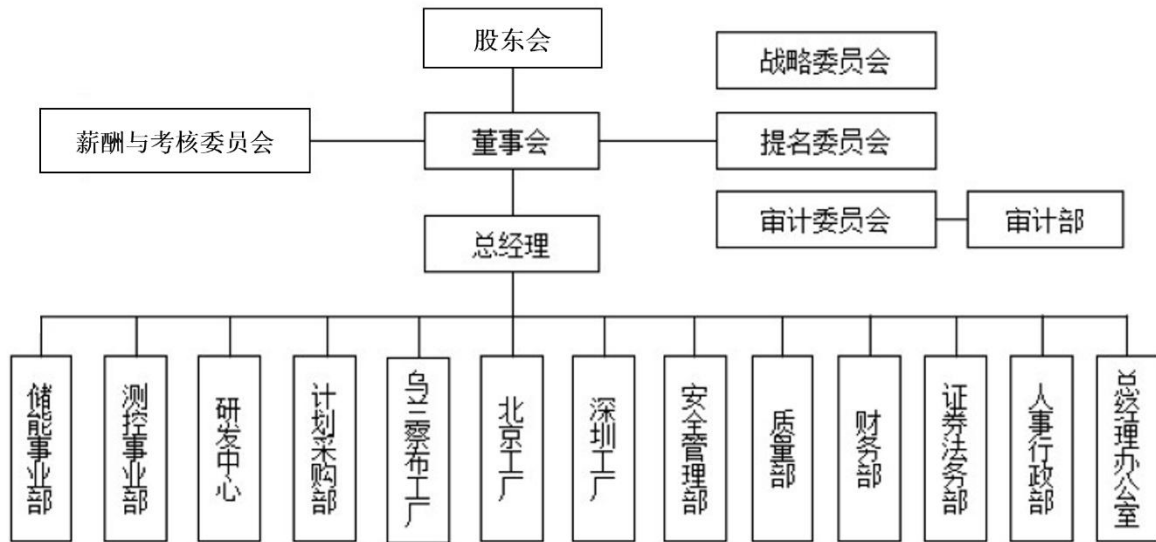 股东会
战略委员会
薪酬与考核委员会
董事会
提名委员会
审计委员会
审计部
总经理
储能事业部
测控事业部
研发中心
计划采购部
乌兰察布工厂
北京工厂
深圳工厂
安全管理部
质量部
财务部
证券法务部
人事行政部
总经理办公室